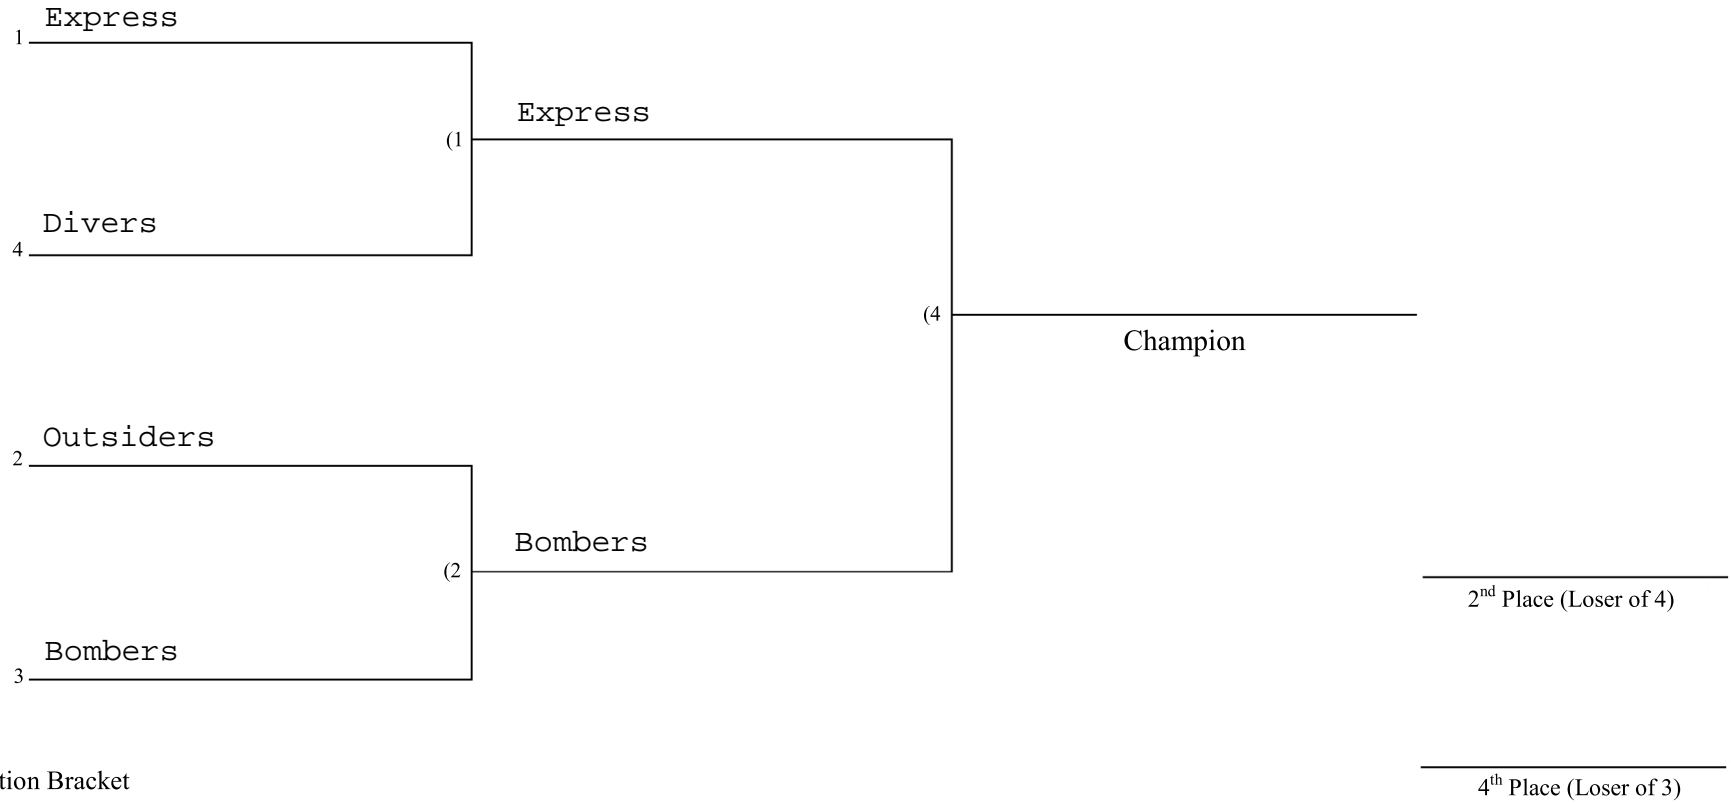 Express
1
Express
(1
Divers
4
(4
Champion
Outsiders
2
Bombers
(2
2nd Place (Loser of 4)
Bombers
3
tion Bracket
4th Place (Loser of 3)